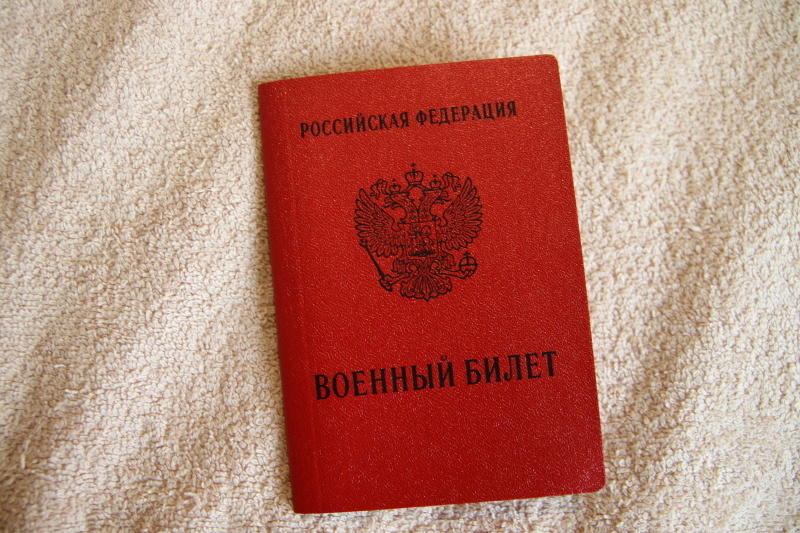 РОССИЙСКАЯ ФЕДЕРАЦИЯ
ВОЕННЫЙ БИЛЕТ